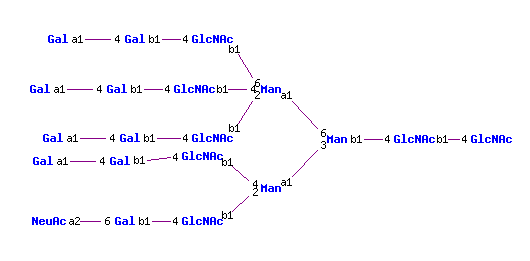 Gal a1 4 Gal b1 4 GlcNAc
b1
6
Gal a1 4 Gal b1 4 GlcNAc b1 4 Man
2 a1
b1
Gal a1 4 Gal b1 4 GlcNAc
6
Man b1 4 GlcNAc b1 4 GlcNAc
3
Gal a1 4 Gal b1 4 GlcNAc
b1
4 a1
Man
2
b1
NeuAc a2 6 Gal b1 4 GlcNAc